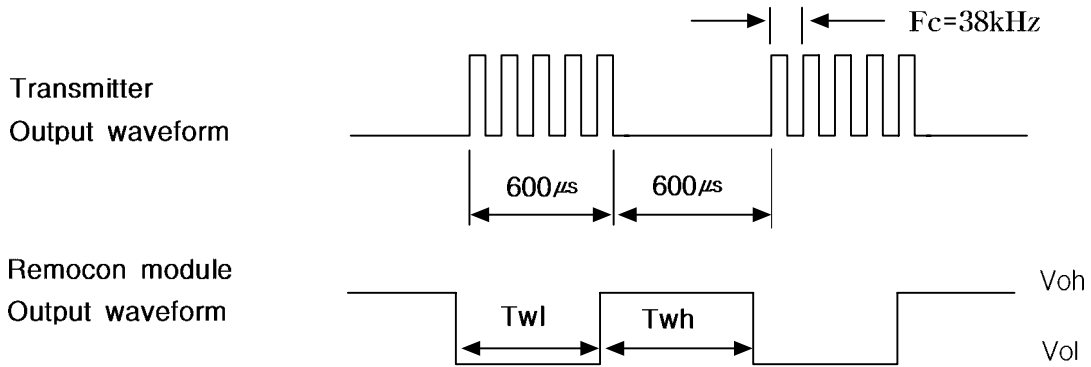 Fc=38kHz
Transmitter
Output waveform
600㎲ 600㎲
Remocon module
Output waveform
Voh
Twl Twh
Vol